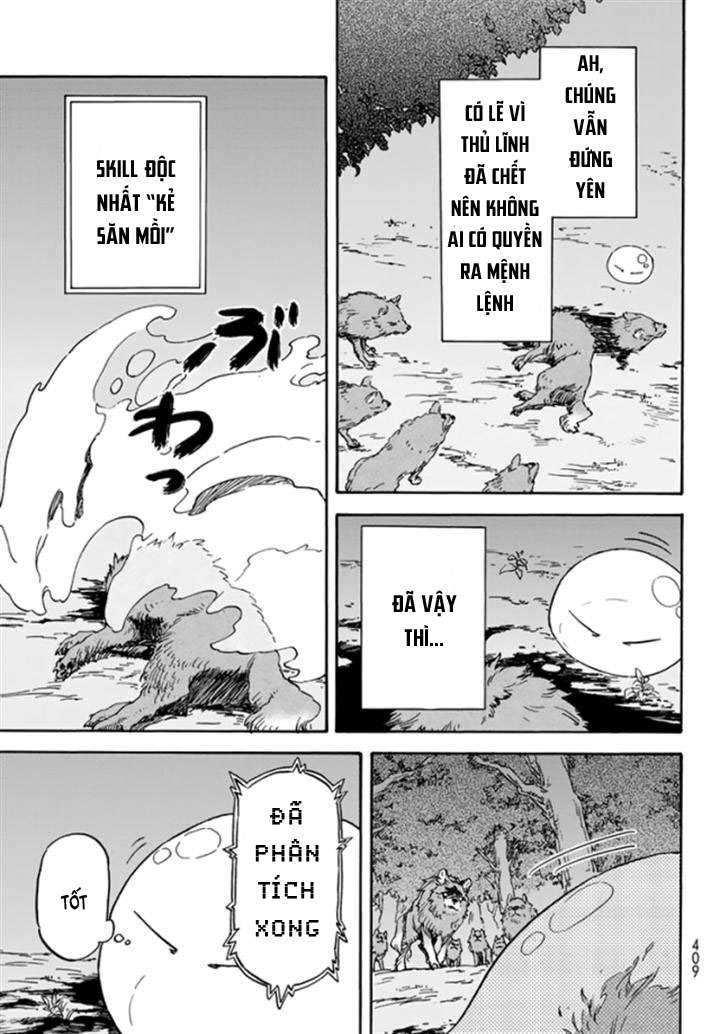 AH,
CHÚNG
VẪN
ĐỨNG
YÊN
CÓ LẼ VÌ
THỦ LĨNH
ĐÃ CHẾT
NÊN KHÔNG
AI CÓ QUYỀN
RA MỆNH
LỆNH
SKILL ĐỘC
NHẤT “KẺ
SĂN MỒI”
ぶわっ
ĐÃ VẬY
THÌ...
ĐÃ
PHÂN
TÍCH
XONG
TỐT
409